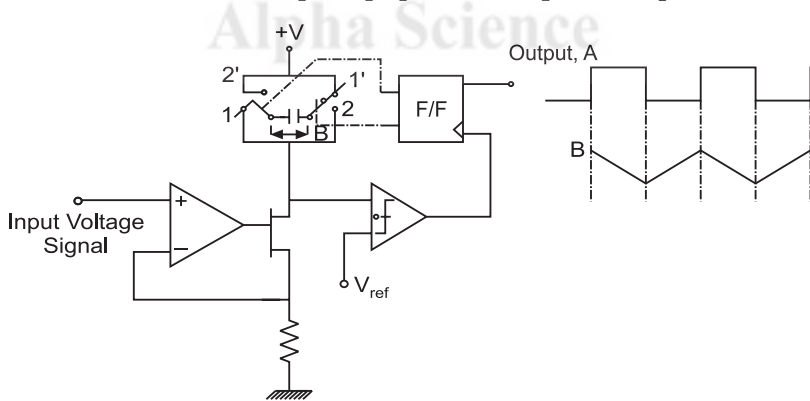 Alpha Science
+V
Output, A
2'
1'
1
2
B
F/F
B
+
−
Input Voltage
Signal
+
V_ref